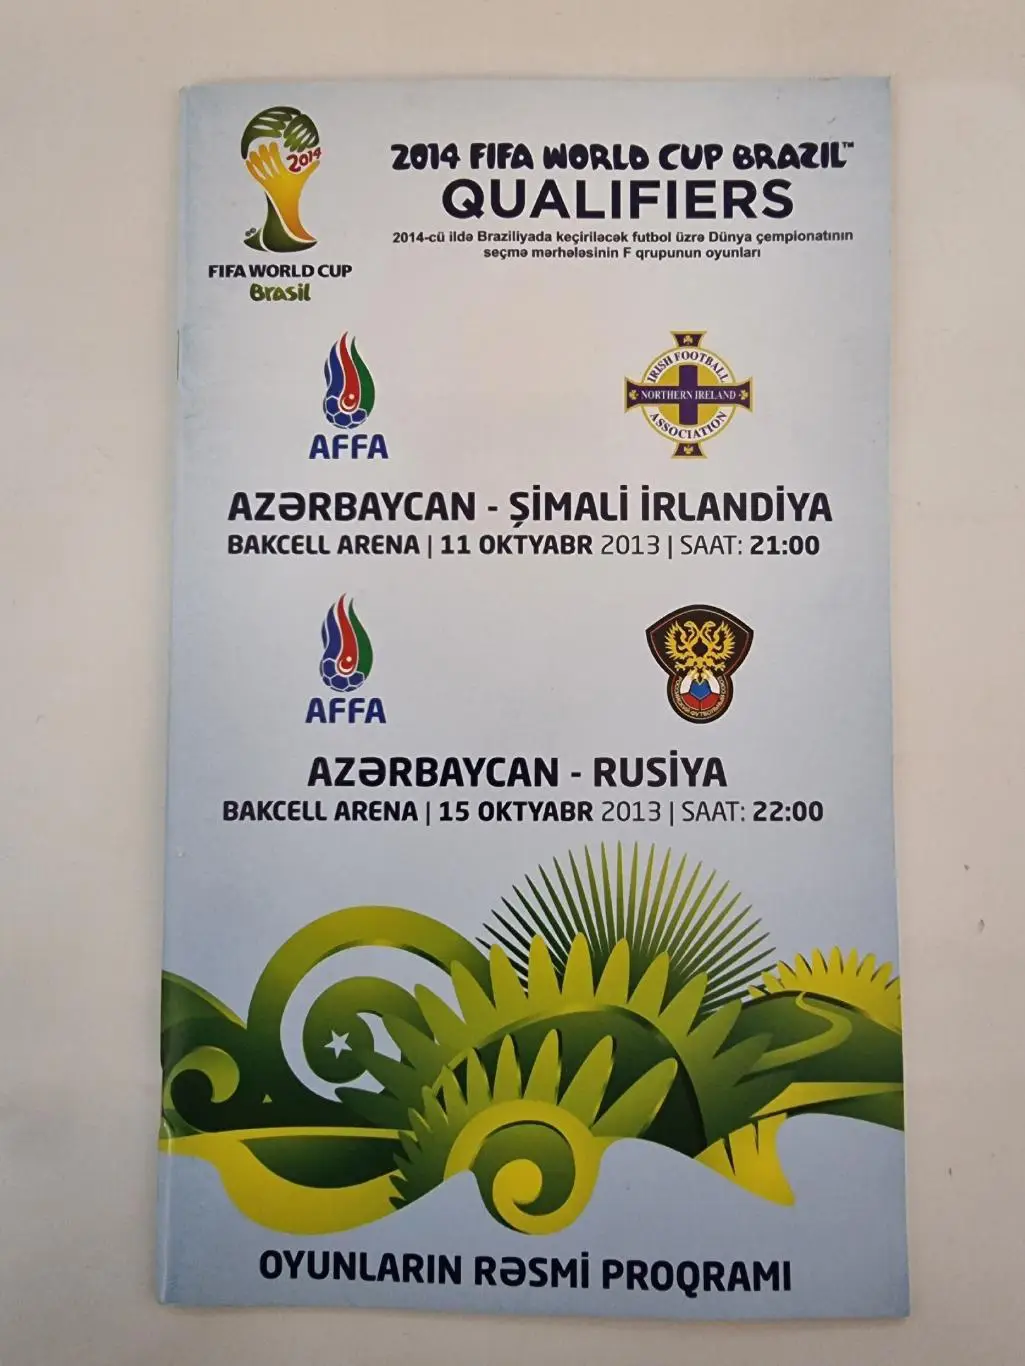 2014
FIFA WORLD CUP
Brasil
2014 FIFA WORLD CUP BRAZIL™
QUALIFIERS
2014-cü ildə Braziliyada keçiriləcək futbol üzrə Dünya çempionatının
seçmə mərhələsinin F qrupunun oyunları
AFFA
IRISH FOOTBALL
NORTHERN IRELAND
ASSOCIATION
AZƏRBAYCAN - ŞİMALİ İRLANDİYA
BAKCELL ARENA | 11 OKTYABR 2013 | SAAT: 21:00
AFFA
РОССИЙСКИЙ ФУТБОЛЬНЫЙ СОЮЗ
AZƏRBAYCAN - RUSİYA
BAKCELL ARENA | 15 OKTYABR 2013 | SAAT: 22:00
OYUNLARIN RƏSMİ PROQRAMI